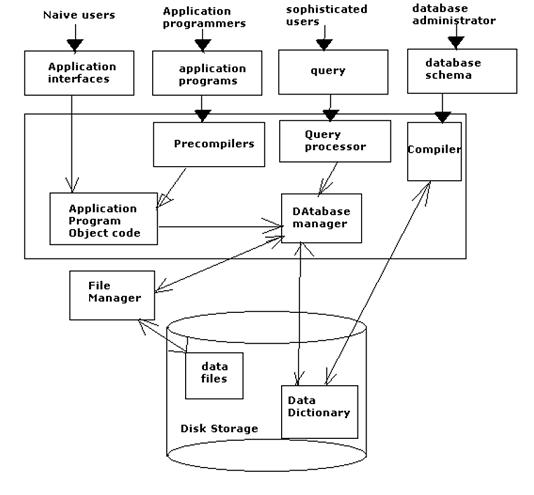 Naive users
Application
programmers
sophisticated
users
database
administrator
Application
interfaces
application
programs
query
database
schema
Precompilers
Query
processor
Compiler
Application
Program
Object code
DAtabase
manager
File
Manager
data
files
Data
Dictionary
Disk Storage